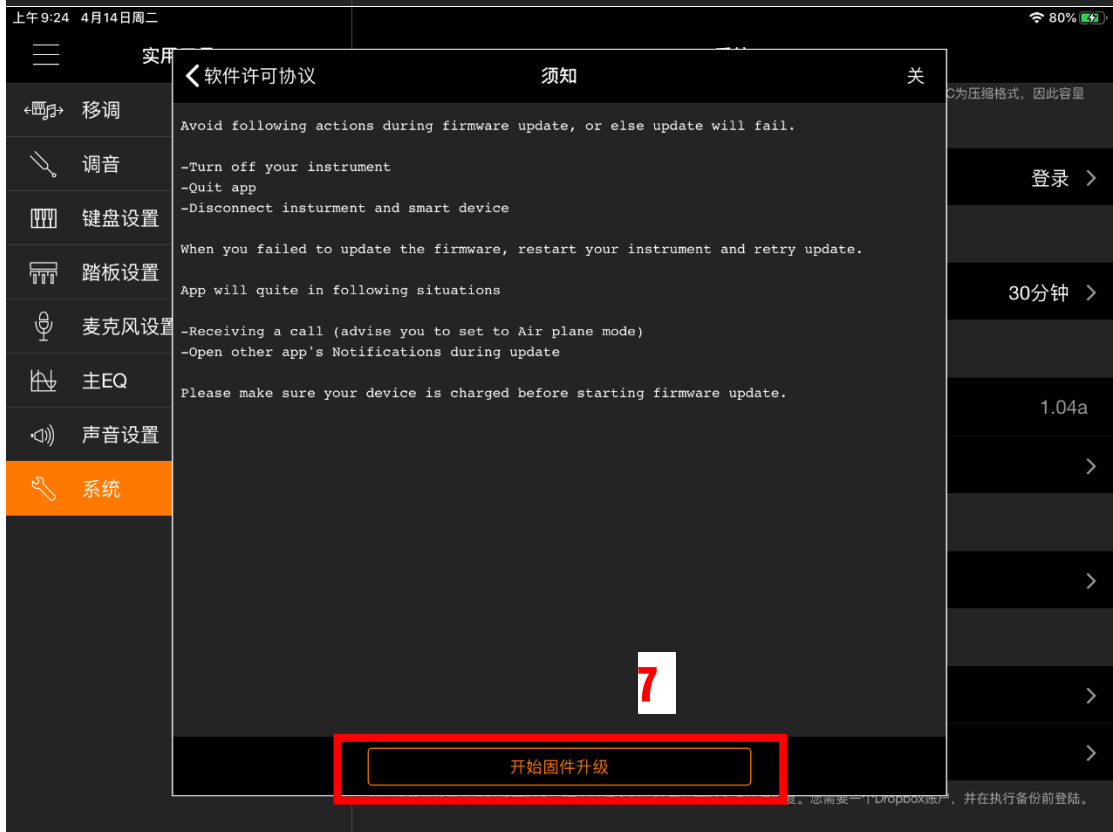 上午9:24 4月14日周二
80%
实用
软件许可协议
须知
关
C为压缩格式，因此容量
移调
Avoid following actions during firmware update, or else update will fail.
调音
-Turn off your instrument
登录
-Quit app
-Disconnect insturment and smart device
键盘设置
When you failed to update the firmware, restart your instrument and retry update.
踏板设置
App will quite in following situations
30分钟
麦克风设置
-Receiving a call (advise you to set to Air plane mode)
-Open other app's Notifications during update
主EQ
Please make sure your device is charged before starting firmware update.
1.04a
声音设置
系统
7
开始固件升级
复。您需要一个Dropbox账户，并在执行备份前登陆。